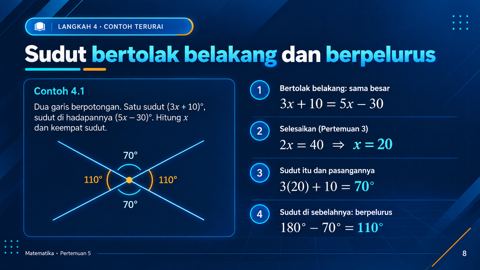 LANGKAH 4 • CONTOH TERURAI
Sudut bertolak belakang dan berpelurus
Contoh 4.1
Dua garis berpotongan. Satu sudut (3x + 10)°,
sudut di hadapannya (5x − 30)°. Hitung x
dan keempat sudut.
70°
110°
110°
70°
1
Bertolak belakang: sama besar
3x + 10 = 5x − 30
2
Selesaikan (Pertemuan 3)
2x = 40 ⇒ x = 20
3
Sudut itu dan pasangannya
3(20) + 10 = 70°
4
Sudut di sebelahnya: berpelurus
180° − 70° = 110°
Matematika • Pertemuan 5
8